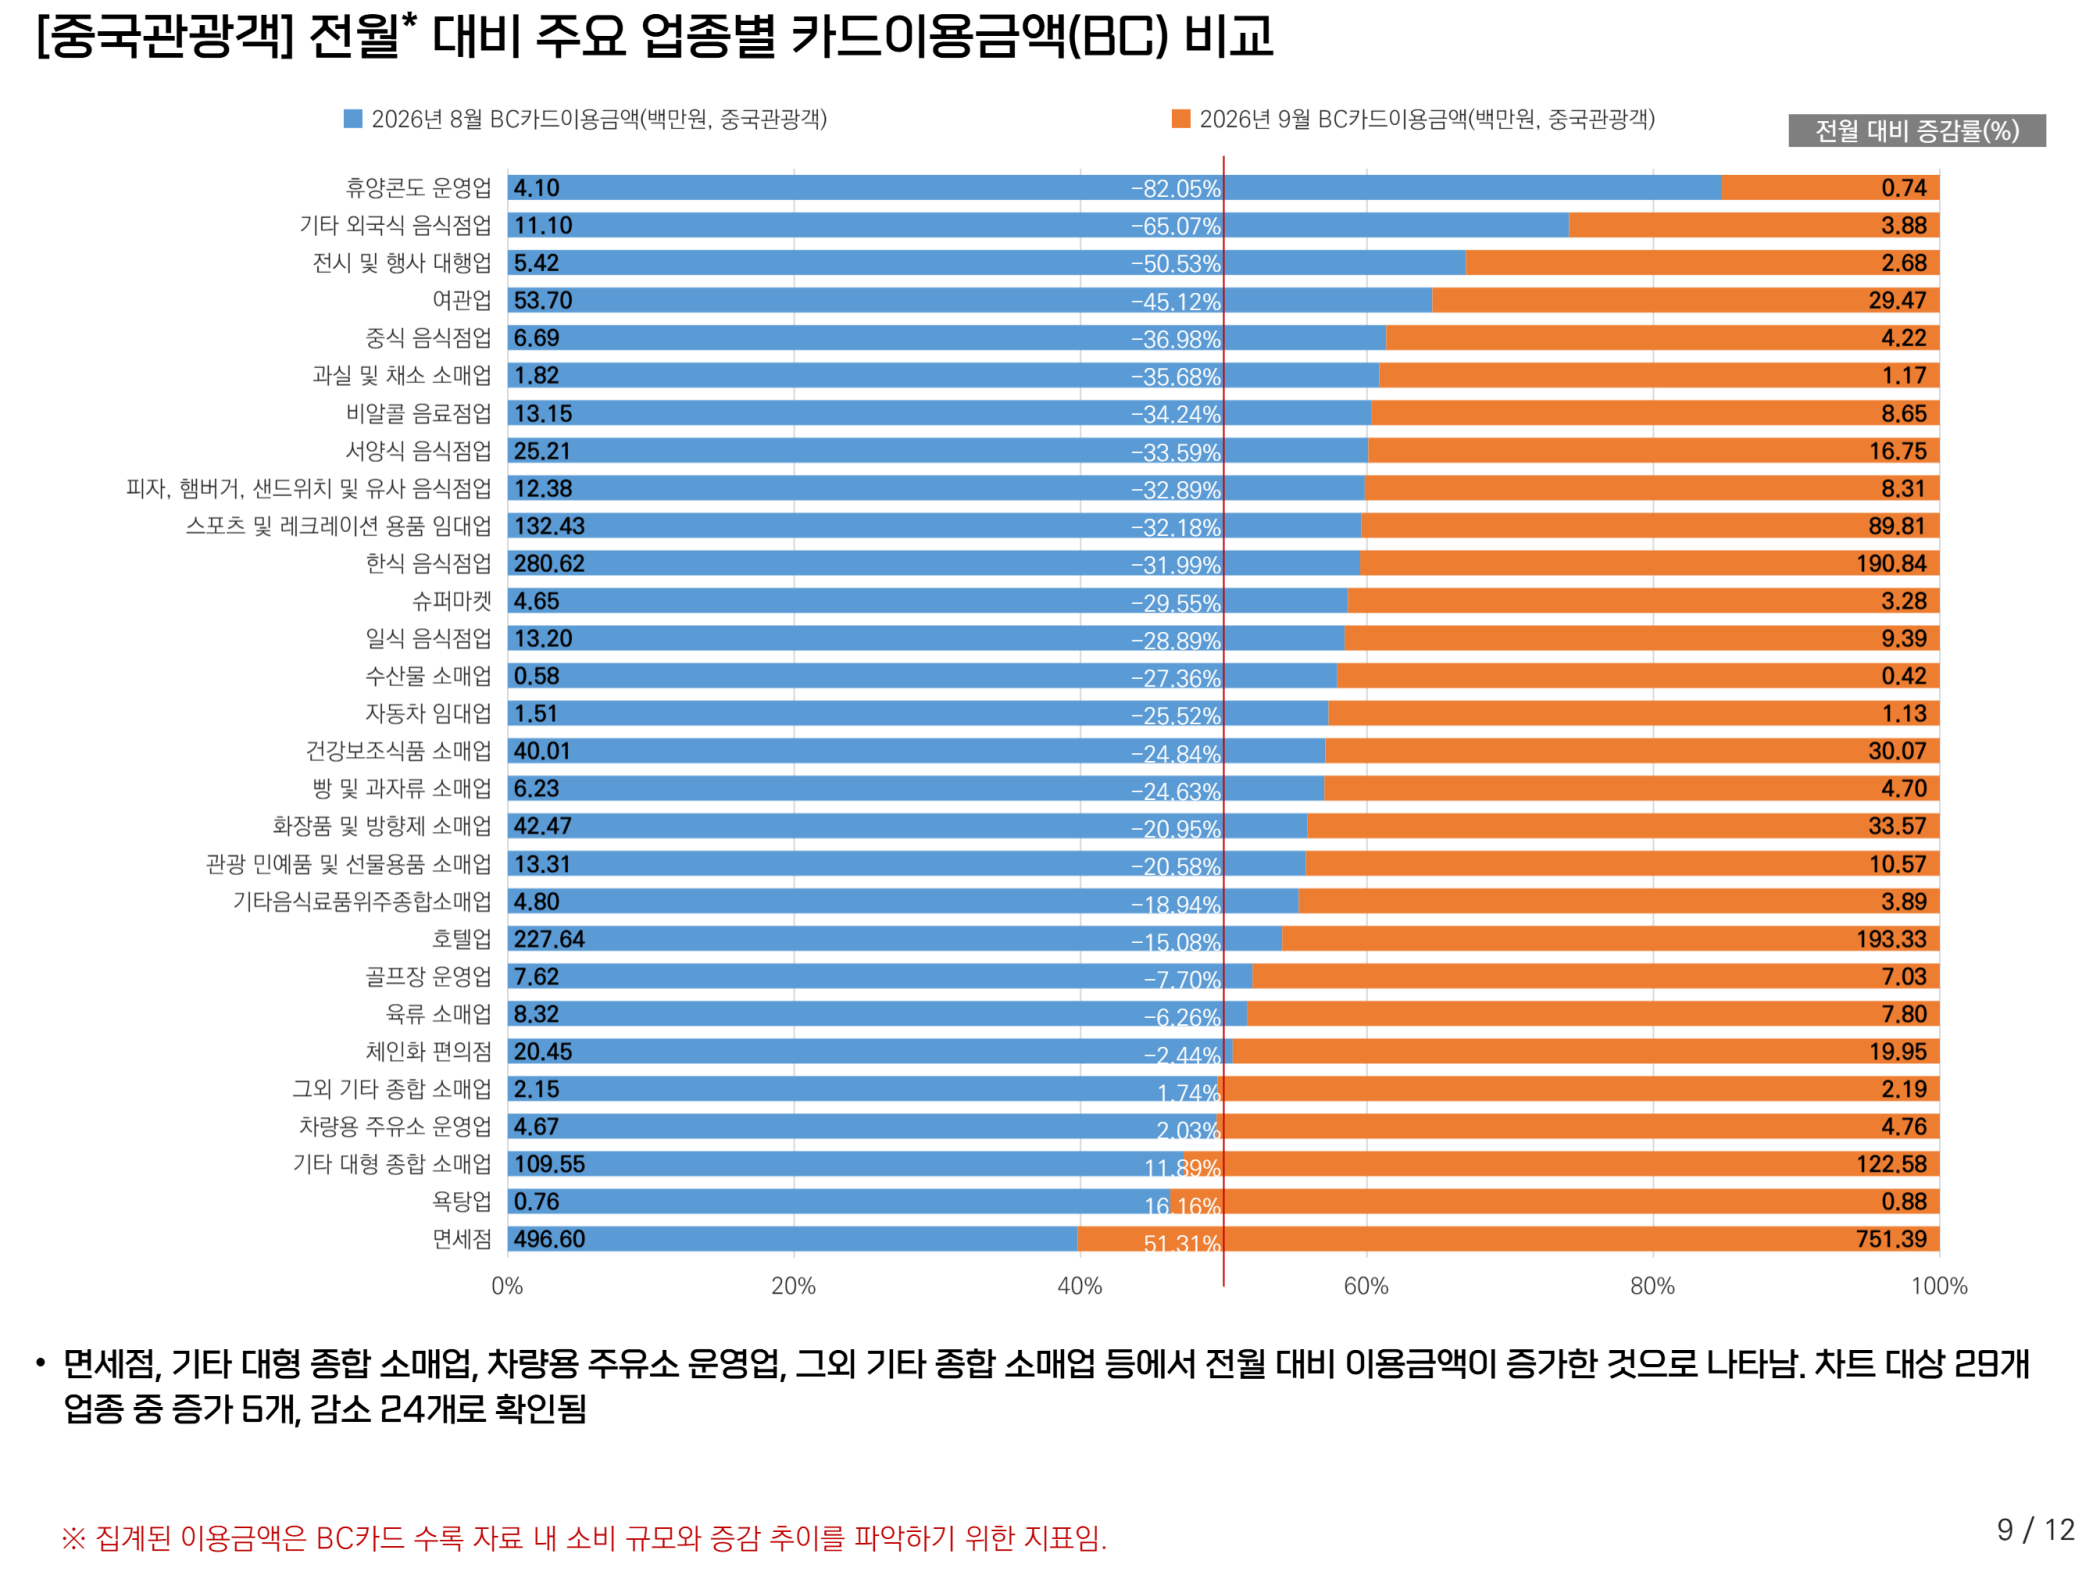 [중국관광객] 전월* 대비 주요 업종별 카드이용금액(BC) 비교
2026년 8월 BC카드이용금액(백만원, 중국관광객) 2026년 9월 BC카드이용금액(백만원, 중국관광객)
전월 대비 증감률(%)
휴양콘도 운영업 4.10 -82.05% 0.74
기타 외국식 음식점업 11.10 -65.07% 3.88
전시 및 행사 대행업 5.42 -50.53% 2.68
여관업 53.70 -45.12% 29.47
중식 음식점업 6.69 -36.98% 4.22
과실 및 채소 소매업 1.82 -35.68% 1.17
비알콜 음료점업 13.15 -34.24% 8.65
서양식 음식점업 25.21 -33.59% 16.75
피자, 햄버거, 샌드위치 및 유사 음식점업 12.38 -32.89% 8.31
스포츠 및 레크레이션 용품 임대업 132.43 -32.18% 89.81
한식 음식점업 280.62 -31.99% 190.84
슈퍼마켓 4.65 -29.55% 3.28
일식 음식점업 13.20 -28.89% 9.39
수산물 소매업 0.58 -27.36% 0.42
자동차 임대업 1.51 -25.52% 1.13
건강보조식품 소매업 40.01 -24.84% 30.07
빵 및 과자류 소매업 6.23 -24.63% 4.70
화장품 및 방향제 소매업 42.47 -20.95% 33.57
관광 민예품 및 선물용품 소매업 13.31 -20.58% 10.57
기타음식료품위주종합소매업 4.80 -18.94% 3.89
호텔업 227.64 -15.08% 193.33
골프장 운영업 7.62 -7.70% 7.03
육류 소매업 8.32 -6.26% 7.80
체인화 편의점 20.45 -2.44% 19.95
그외 기타 종합 소매업 2.15 1.74% 2.19
차량용 주유소 운영업 4.67 2.03% 4.76
기타 대형 종합 소매업 109.55 11.89% 122.58
욕탕업 0.76 16.16% 0.88
면세점 496.60 51.31% 751.39
0% 20% 40% 60% 80% 100%
• 면세점, 기타 대형 종합 소매업, 차량용 주유소 운영업, 그외 기타 종합 소매업 등에서 전월 대비 이용금액이 증가한 것으로 나타남. 차트 대상 29개
업종 중 증가 5개, 감소 24개로 확인됨
※ 집계된 이용금액은 BC카드 수록 자료 내 소비 규모와 증감 추이를 파악하기 위한 지표임.
9 / 12